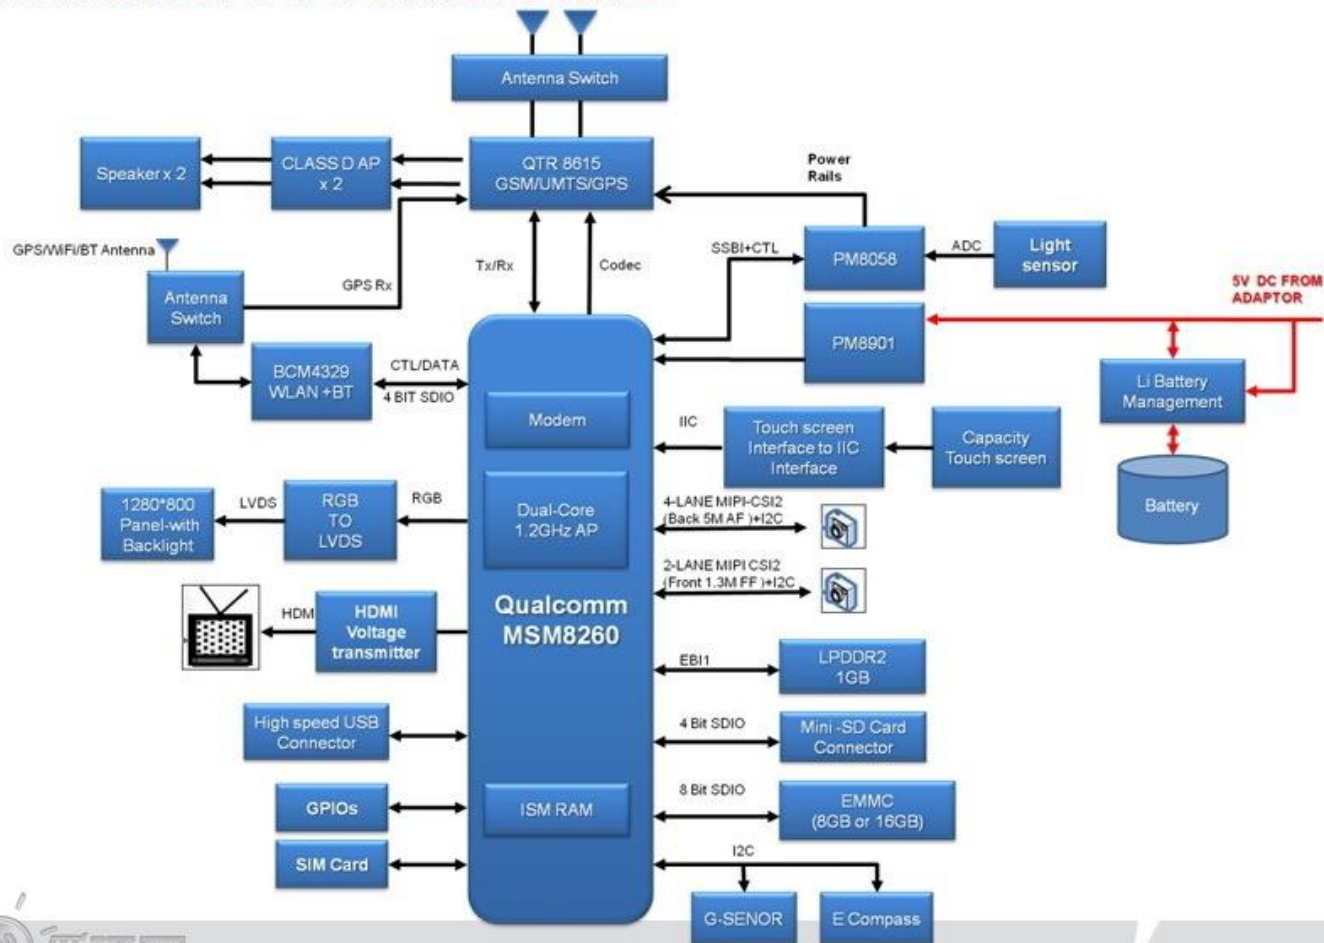 Antenna Switch
Speaker x 2
CLASS D AP
x 2
QTR 8615
GSM/UMTS/GPS
Power
Rails
GPS/WiFi/BT Antenna
Antenna
Switch
GPS Rx
Tx/Rx
Codec
SSBI+CTL
PM8058
ADC
Light
sensor
5V DC FROM
ADAPTOR
PM8901
BCM4329
WLAN +BT
CTL/DATA
4 BIT SDIO
Li Battery
Management
Modem
IIC
Touch screen
Interface to IIC
Interface
Capacity
Touch screen
Battery
1280*800
Panel-with
Backlight
LVDS
RGB
TO
LVDS
RGB
Dual-Core
1.2GHz AP
4-LANE MIPI-CSI2
(Back 5M AF )+I2C
2-LANE MIPI CSI2
(Front 1.3M FF )+I2C
HDM
HDMI
Voltage
transmitter
Qualcomm
MSM8260
EBI1
LPDDR2
1GB
High speed USB
Connector
4 Bit SDIO
Mini -SD Card
Connector
GPIOs
ISM RAM
8 Bit SDIO
EMMC
(8GB or 16GB)
SIM Card
I2C
G-SENOR
E Compass